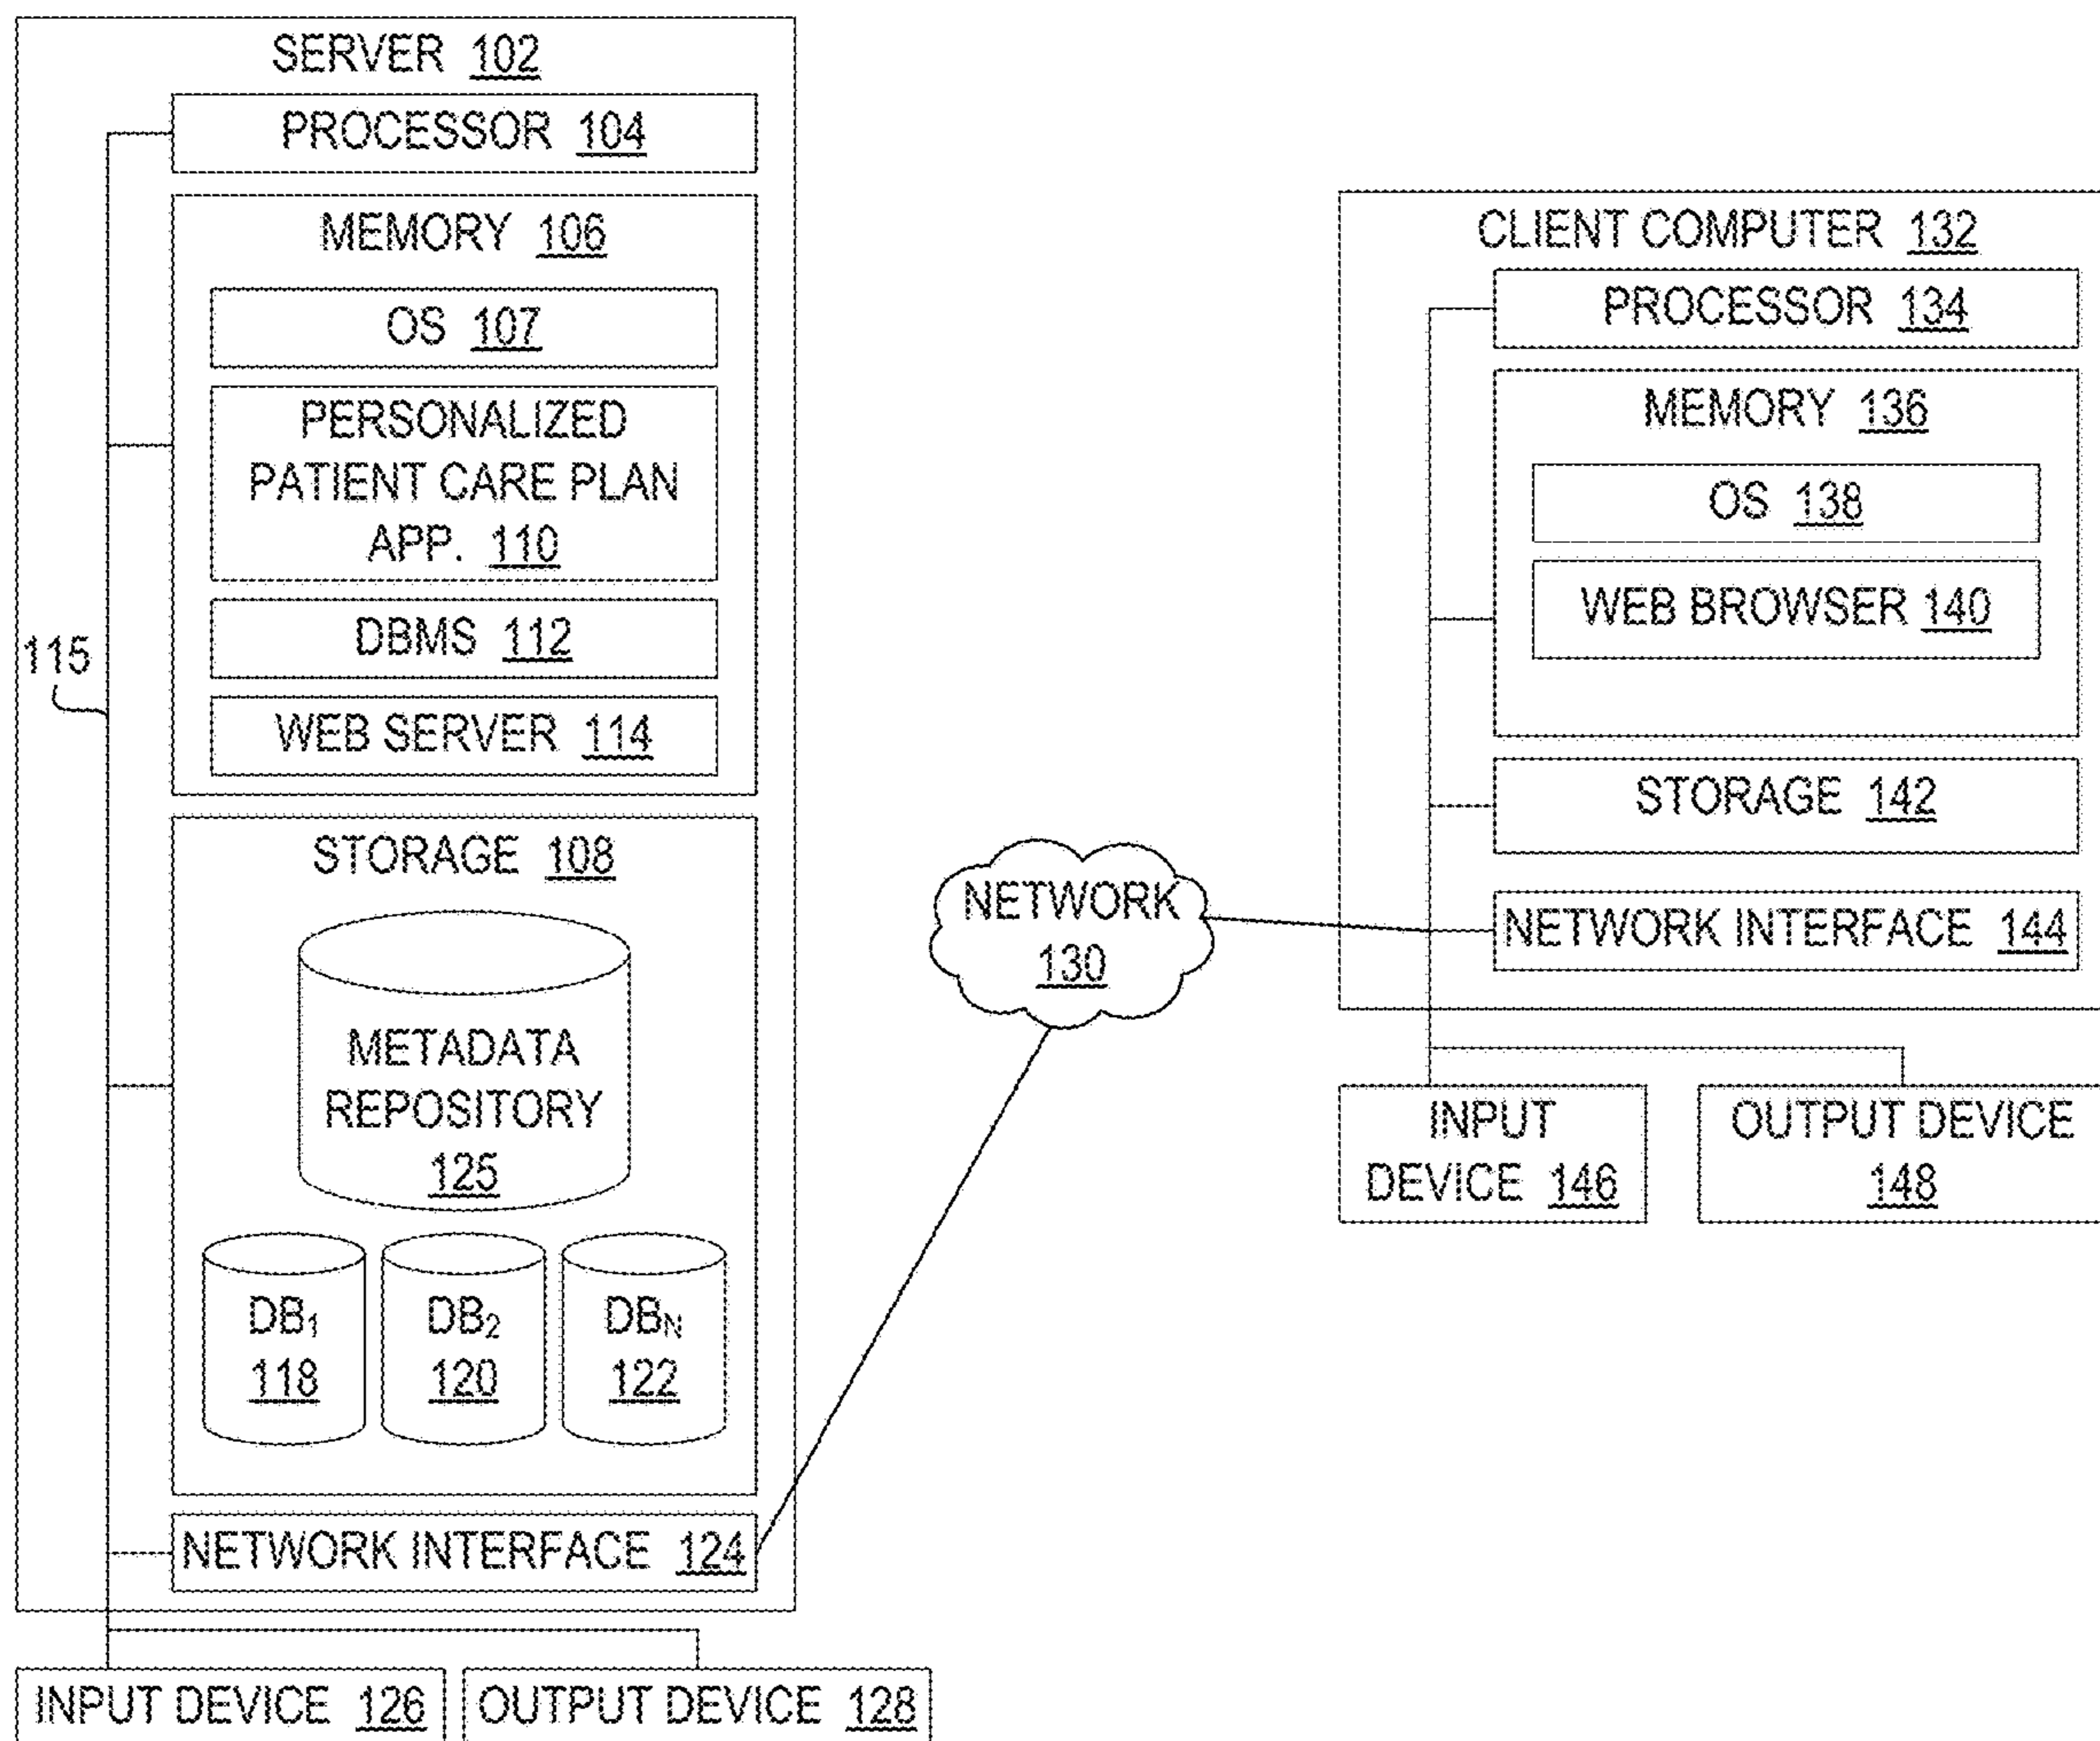 SERVER 102
PROCESSOR 104
MEMORY 106
OS 107
PERSONALIZED
PATIENT CARE PLAN
APP. 110
DBMS 112
WEB SERVER 114
115
STORAGE 108
METADATA
REPOSITORY
125
DB1
118
DB2
120
DBN
122
NETWORK INTERFACE 124
INPUT DEVICE 126
OUTPUT DEVICE 128
NETWORK
130
CLIENT COMPUTER 132
PROCESSOR 134
MEMORY 136
OS 138
WEB BROWSER 140
STORAGE 142
NETWORK INTERFACE 144
INPUT
DEVICE 146
OUTPUT DEVICE
148